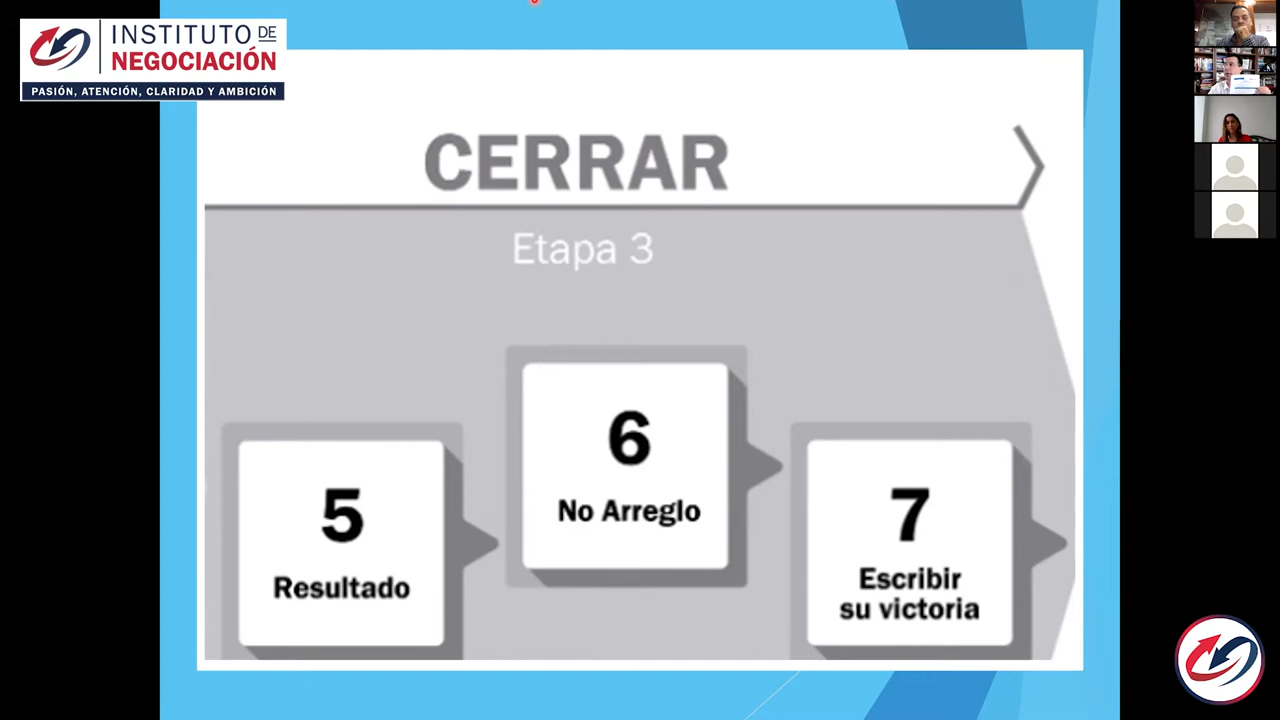 INSTITUTO DE
NEGOCIACIÓN
PASIÓN, ATENCIÓN, CLARIDAD Y AMBICIÓN
CERRAR
Etapa 3
5
Resultado
6
No Arreglo
7
Escribir
su victoria